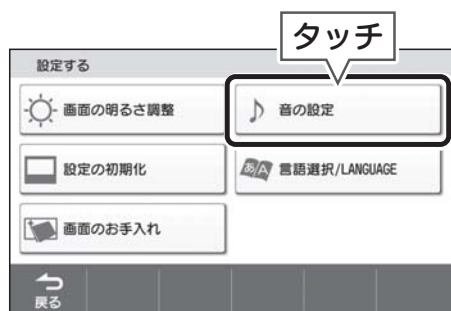 タッチ
設定する
画面の明るさ調整
音の設定
設定の初期化
あ/A 言語選択/LANGUAGE
画面のお手入れ
戻る